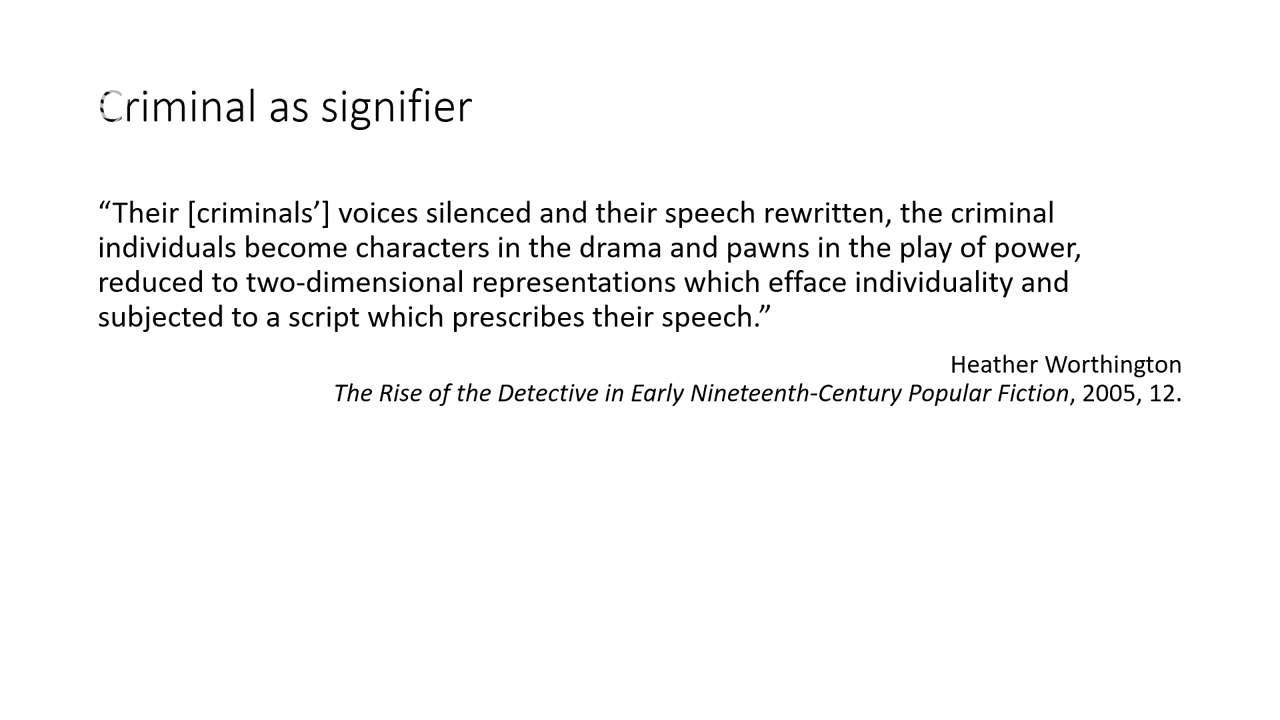 Criminal as signifier
“Their [criminals’] voices silenced and their speech rewritten, the criminal
individuals become characters in the drama and pawns in the play of power,
reduced to two-dimensional representations which efface individuality and
subjected to a script which prescribes their speech.”
Heather Worthington
The Rise of the Detective in Early Nineteenth-Century Popular Fiction, 2005, 12.